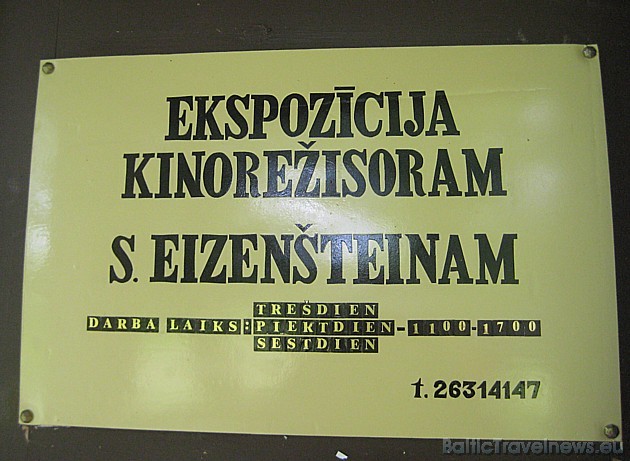 EKSPOZĪCIJA
KINOREŽISORAM
S. EIZENŠTEINAM
TREŠDIEN
DARBA LAIKS: PIEKTDIEN - 1100 - 1700
SESTDIEN
t. 26314147
BalticTravelnews.eu